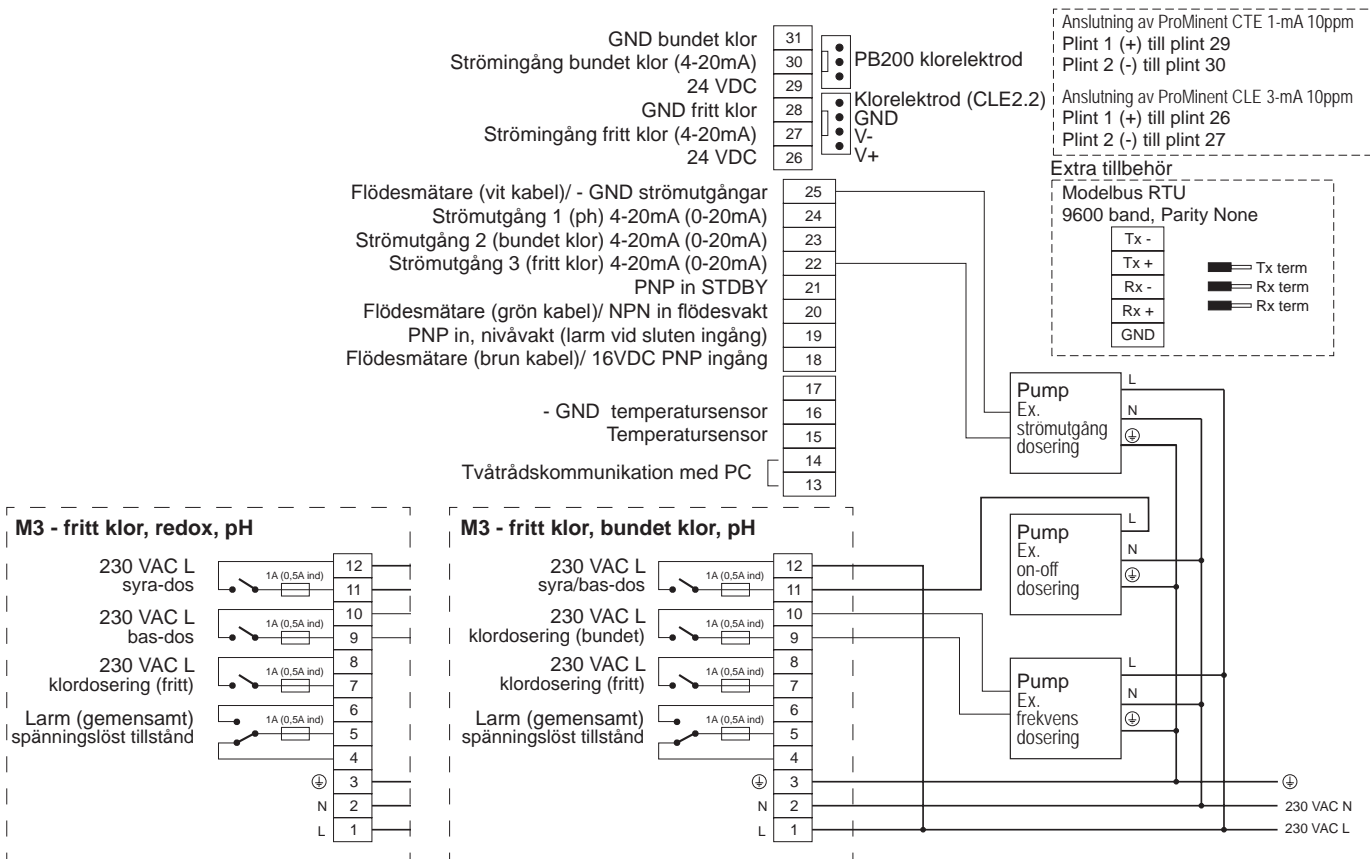 GND bundet klor 31
Strömingång bundet klor (4-20mA) 30
24 VDC 29
GND fritt klor 28
Strömingång fritt klor (4-20mA) 27
24 VDC 26
PB200 klorelektrod
Klorelektrod (CLE2.2)
GND
V-
V+
Anslutning av ProMinent CTE 1-mA 10ppm
Plint 1 (+) till plint 29
Plint 2 (-) till plint 30
Anslutning av ProMinent CLE 3-mA 10ppm
Plint 1 (+) till plint 26
Plint 2 (-) till plint 27
Extra tillbehör
Modelbus RTU
9600 band, Parity None
Tx -
Tx +
Rx -
Rx +
GND
Tx term
Rx term
Rx term
Flödesmätare (vit kabel)/ - GND strömutgångar 25
Strömutgång 1 (ph) 4-20mA (0-20mA) 24
Strömutgång 2 (bundet klor) 4-20mA (0-20mA) 23
Strömutgång 3 (fritt klor) 4-20mA (0-20mA) 22
PNP in STDBY 21
Flödesmätare (grön kabel)/ NPN in flödesvakt 20
PNP in, nivåvakt (larm vid sluten ingång) 19
Flödesmätare (brun kabel)/ 16VDC PNP ingång 18
17
- GND temperatursensor 16
Temperatursensor 15
Tvåtrådskommunikation med PC 14
13
Pump
Ex.
strömutgång
dosering
L
N
Pump
Ex.
on-off
dosering
L
N
Pump
Ex.
frekvens
dosering
L
N
M3 - fritt klor, redox, pH
230 VAC L
syra-dos
1A (0,5A ind)
12
11
230 VAC L
bas-dos
1A (0,5A ind)
10
9
230 VAC L
klordosering (fritt)
1A (0,5A ind)
8
7
Larm (gemensamt)
spänningslöst tillstånd
1A (0,5A ind)
6
5
4
3
N 2
L 1
M3 - fritt klor, bundet klor, pH
230 VAC L
syra/bas-dos
1A (0,5A ind)
12
11
230 VAC L
klordosering (bundet)
1A (0,5A ind)
10
9
230 VAC L
klordosering (fritt)
1A (0,5A ind)
8
7
Larm (gemensamt)
spänningslöst tillstånd
1A (0,5A ind)
6
5
4
3
N 2
L 1
230 VAC N
230 VAC L